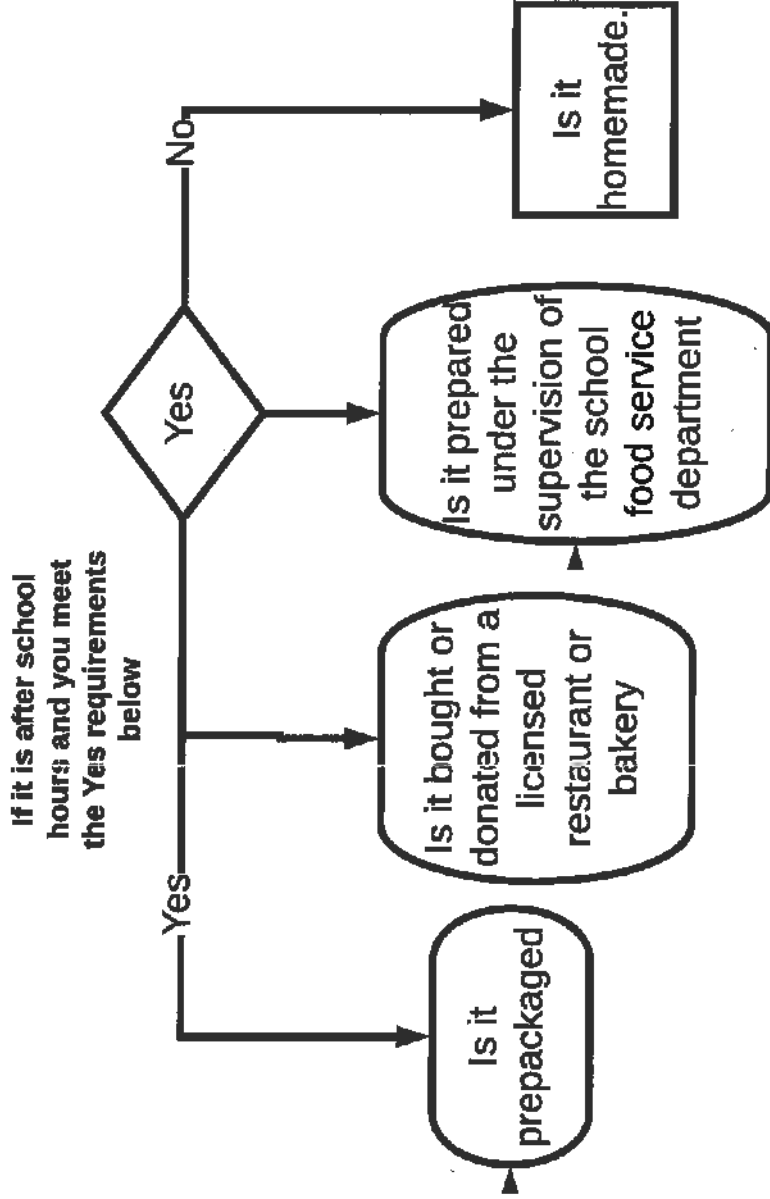 If it is after school
hours and you meet
the Yes requirements
below
Yes
Yes
No
Is it
prepackaged
Is it bought or
donated from a
licensed
restaurant or
bakery
Is it prepared
under the
supervision of
the school
food service
department
Is it
homemade.